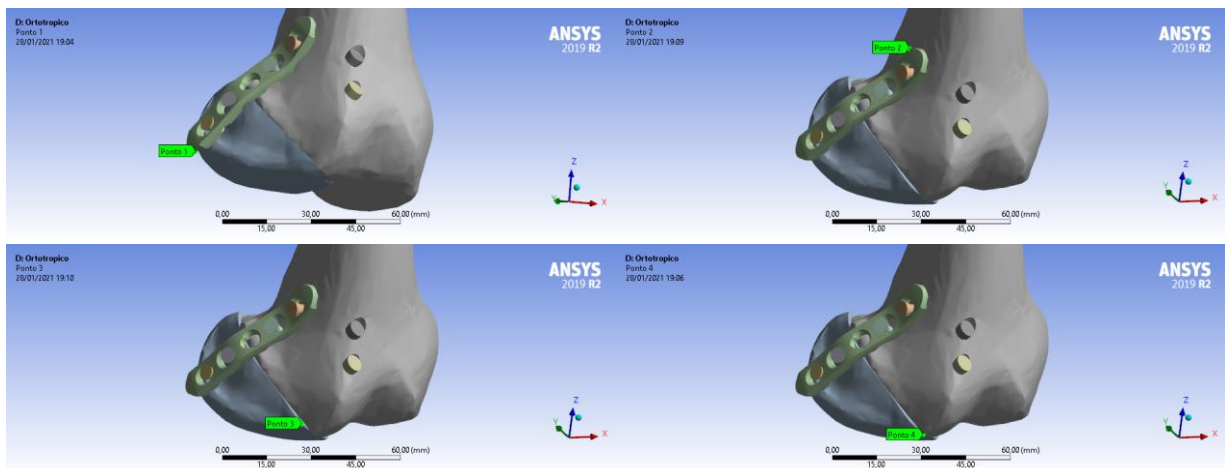 D: Ortotropico
Ponto 1
28/01/2021 19:04
ANSYS
2019 R2
Ponto 1
Z
Y
X
0,00 30,00 60,00 (mm)
15,00 45,00
D: Ortotropico
Ponto 2
28/01/2021 19:09
ANSYS
2019 R2
Ponto 2
Z
Y
X
0,00 30,00 60,00 (mm)
15,00 45,00
D: Ortotropico
Ponto 3
28/01/2021 19:10
ANSYS
2019 R2
Ponto 3
Z
Y
X
0,00 30,00 60,00 (mm)
15,00 45,00
D: Ortotropico
Ponto 4
28/01/2021 19:06
ANSYS
2019 R2
Ponto 4
Z
Y
X
0,00 30,00 60,00 (mm)
15,00 45,00